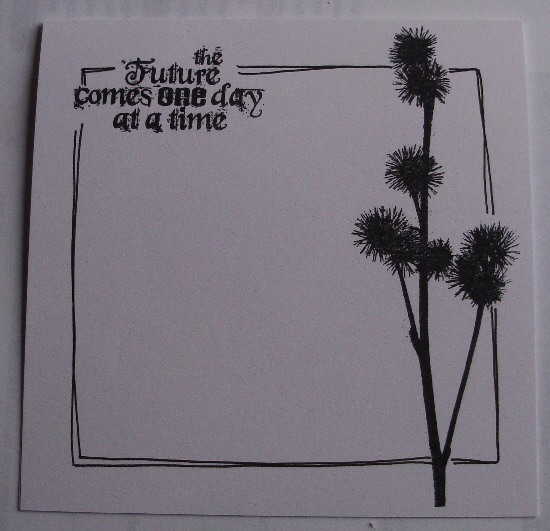 the
Future
comes one day
at a time